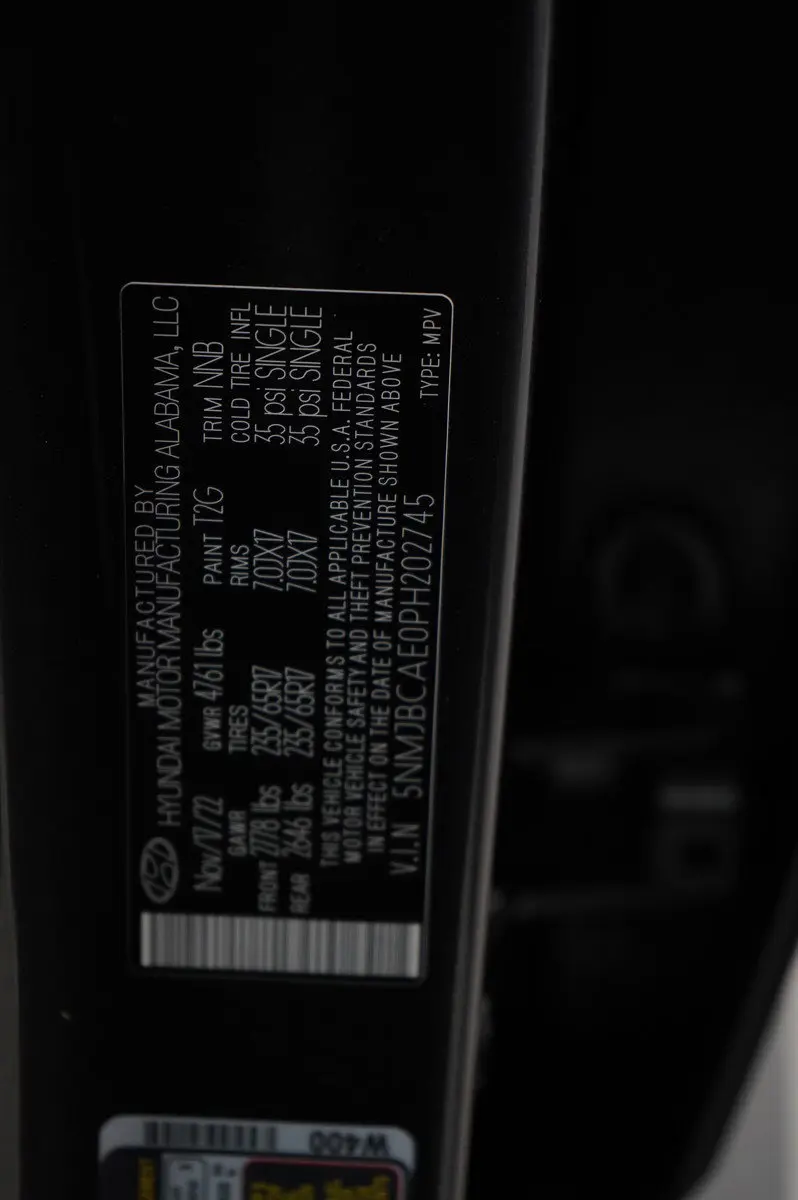 MANUFACTURED BY
HYUNDAI MOTOR MANUFACTURING ALABAMA, LLC
Nov/17/22 GVWR 4761 lbs PAINT T2G TRIM NNB
GAWR TIRES RIMS COLD TIRE INFL
FRONT 2778 lbs 235/65R17 7.0JX17 35 psi SINGLE
REAR 2646 lbs 235/65R17 7.0JX17 35 psi SINGLE
THIS VEHICLE CONFORMS TO ALL APPLICABLE U.S.A. FEDERAL
MOTOR VEHICLE SAFETY AND THEFT PREVENTION STANDARDS
IN EFFECT ON THE DATE OF MANUFACTURE SHOWN ABOVE
V.I.N 5NMJBCAE0PH202745
TYPE: MPV
W400